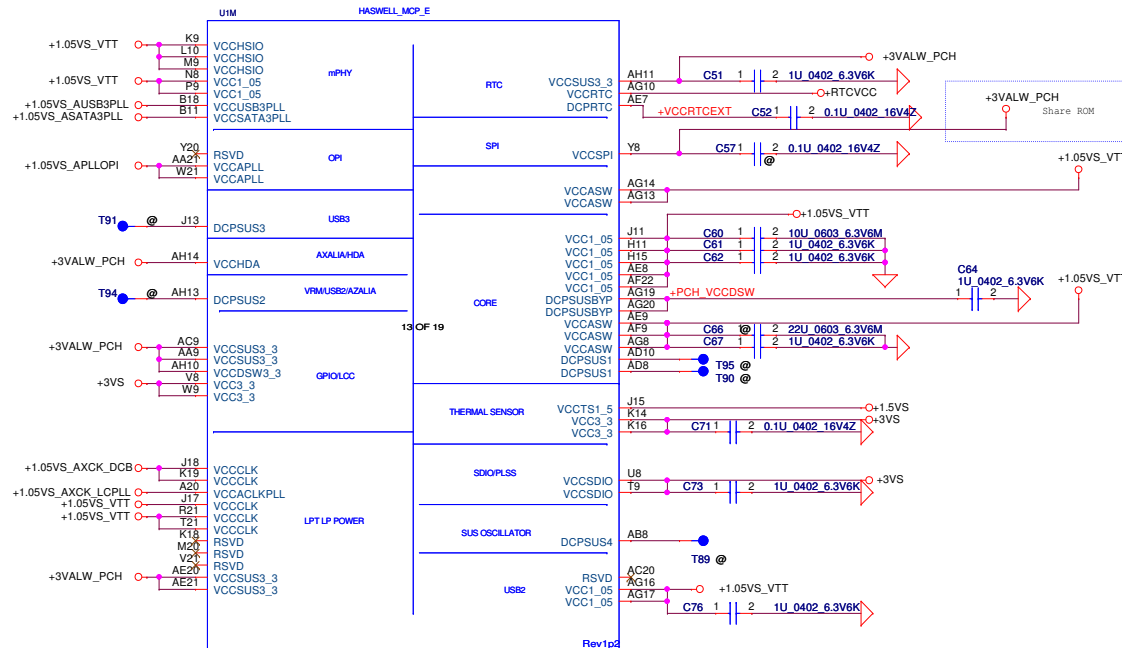 U1M HASWELL_MCP_E
+1.05VS_VTT K9 VCCHSIO
L10 VCCHSIO
M9 VCCHSIO
+1.05VS_VTT N8 VCC1_05
P9 VCC1_05
+1.05VS_AUSB3PLL B18 VCCUSB3PLL
+1.05VS_ASATA3PLL B11 VCCSATA3PLL
mPHY
Y20 RSVD
+1.05VS_APLLOPI AA21 VCCAPLL
W21 VCCAPLL
OPI
T91 @ J13 DCPSUS3
USB3
+3VALW_PCH AH14 VCCHDA
AXALIA/HDA
T94 @ AH13 DCPSUS2
VRM/USB2/AZALIA
13 OF 19
+3VALW_PCH AC9 VCCSUS3_3
AA9 VCCSUS3_3
AH10 VCCDSW3_3
+3VS V8 VCC3_3
W9 VCC3_3
GPIO/LCC
+1.05VS_AXCK_DCB J18 VCCCLK
K19 VCCCLK
+1.05VS_AXCK_LCPLL A20 VCCACLKPLL
+1.05VS_VTT J17 VCCCLK
+1.05VS_VTT R21 VCCCLK
T21 VCCCLK
K18 RSVD
M20 RSVD
V21 RSVD
+3VALW_PCH AE20 VCCSUS3_3
AE21 VCCSUS3_3
LPT LP POWER
RTC
+3VALW_PCH
VCCSUS3_3 AH11 C51 1 2 1U_0402_6.3V6K
VCCRTC AG10 +RTCVCC
DCPRTC AE7 +VCCRTCEXT C52 1 2 0.1U_0402_16V4Z
+3VALW_PCH
Share ROM
SPI
VCCSPI Y8 C57 1 2 0.1U_0402_16V4Z
@
+1.05VS_VTT
VCCASW AG14
VCCASW AG13
+1.05VS_VTT
CORE
VCC1_05 J11 C60 1 2 10U_0603_6.3V6M
VCC1_05 H11 C61 1 2 1U_0402_6.3V6K
VCC1_05 H15 C62 1 2 1U_0402_6.3V6K
VCC1_05 AE8
VCC1_05 AF22
DCPSUSBYP AG19 +PCH_VCCDSW
DCPSUSBYP AG20
C64
1U_0402_6.3V6K
1 2
+1.05VS_VTT
VCCASW AE9
VCCASW AF9 C66 1 @ 2 22U_0603_6.3V6M
VCCASW AG8 C67 1 2 1U_0402_6.3V6K
DCPSUS1 AD10 T95 @
DCPSUS1 AD8 T90 @
THERMAL SENSOR
VCCTS1_5 J15 +1.5VS
VCC3_3 K14 +3VS
VCC3_3 K16 C71 1 2 0.1U_0402_16V4Z
SDIO/PLSS
VCCSDIO U8 +3VS
VCCSDIO T9 C73 1 2 1U_0402_6.3V6K
SUS OSCILLATOR
DCPSUS4 AB8
T89 @
USB2
RSVD AC20
VCC1_05 AG16 +1.05VS_VTT
VCC1_05 AG17
C76 1 2 1U_0402_6.3V6K
Rev1p2